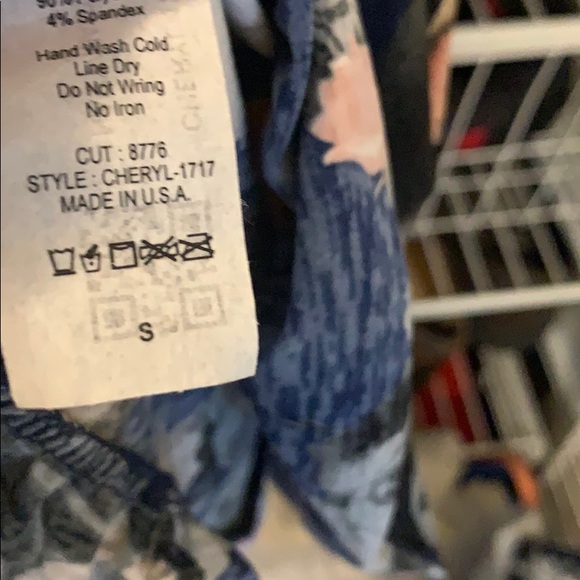 4% Spandex
Hand Wash Cold
Line Dry
Do Not Wring
No Iron
CUT : 8776
STYLE : CHERYL-1717
MADE IN U.S.A.
S